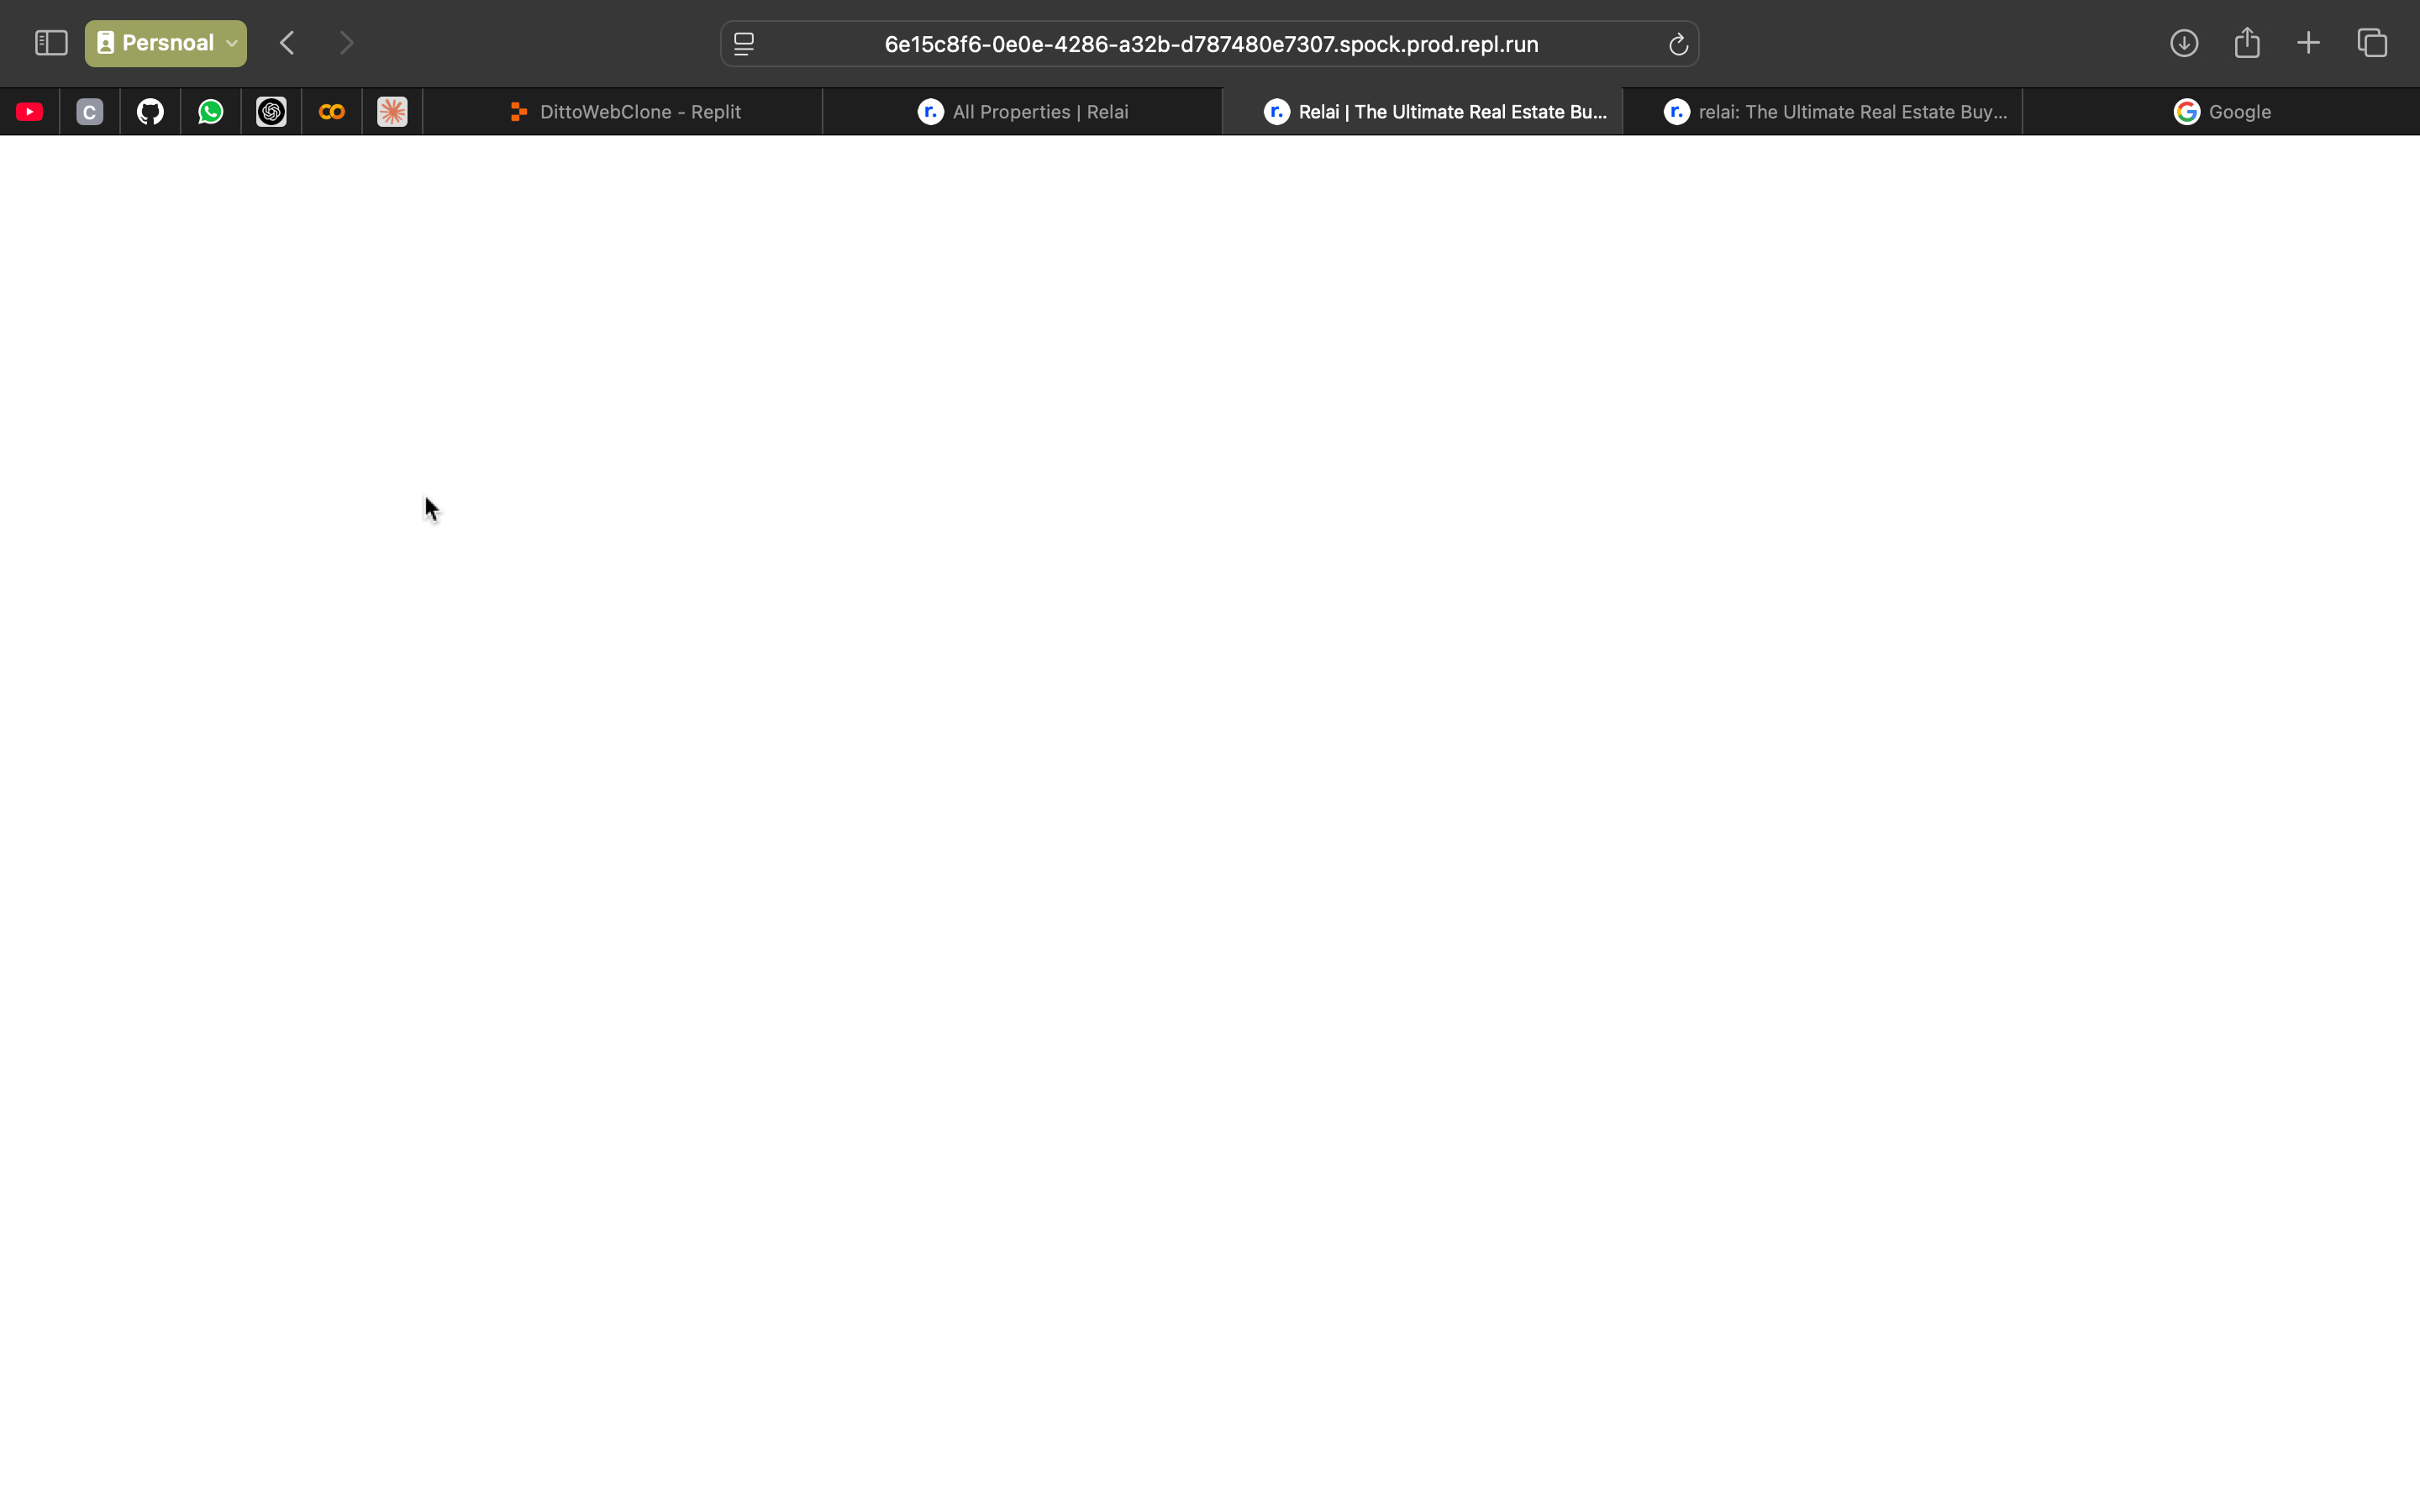 Persnoal
6e15c8f6-0e0e-4286-a32b-d787480e7307.spock.prod.repl.run
C
DittoWebClone - Replit
r. All Properties | Relai
r. Relai | The Ultimate Real Estate Bu...
r. relai: The Ultimate Real Estate Buy...
G Google